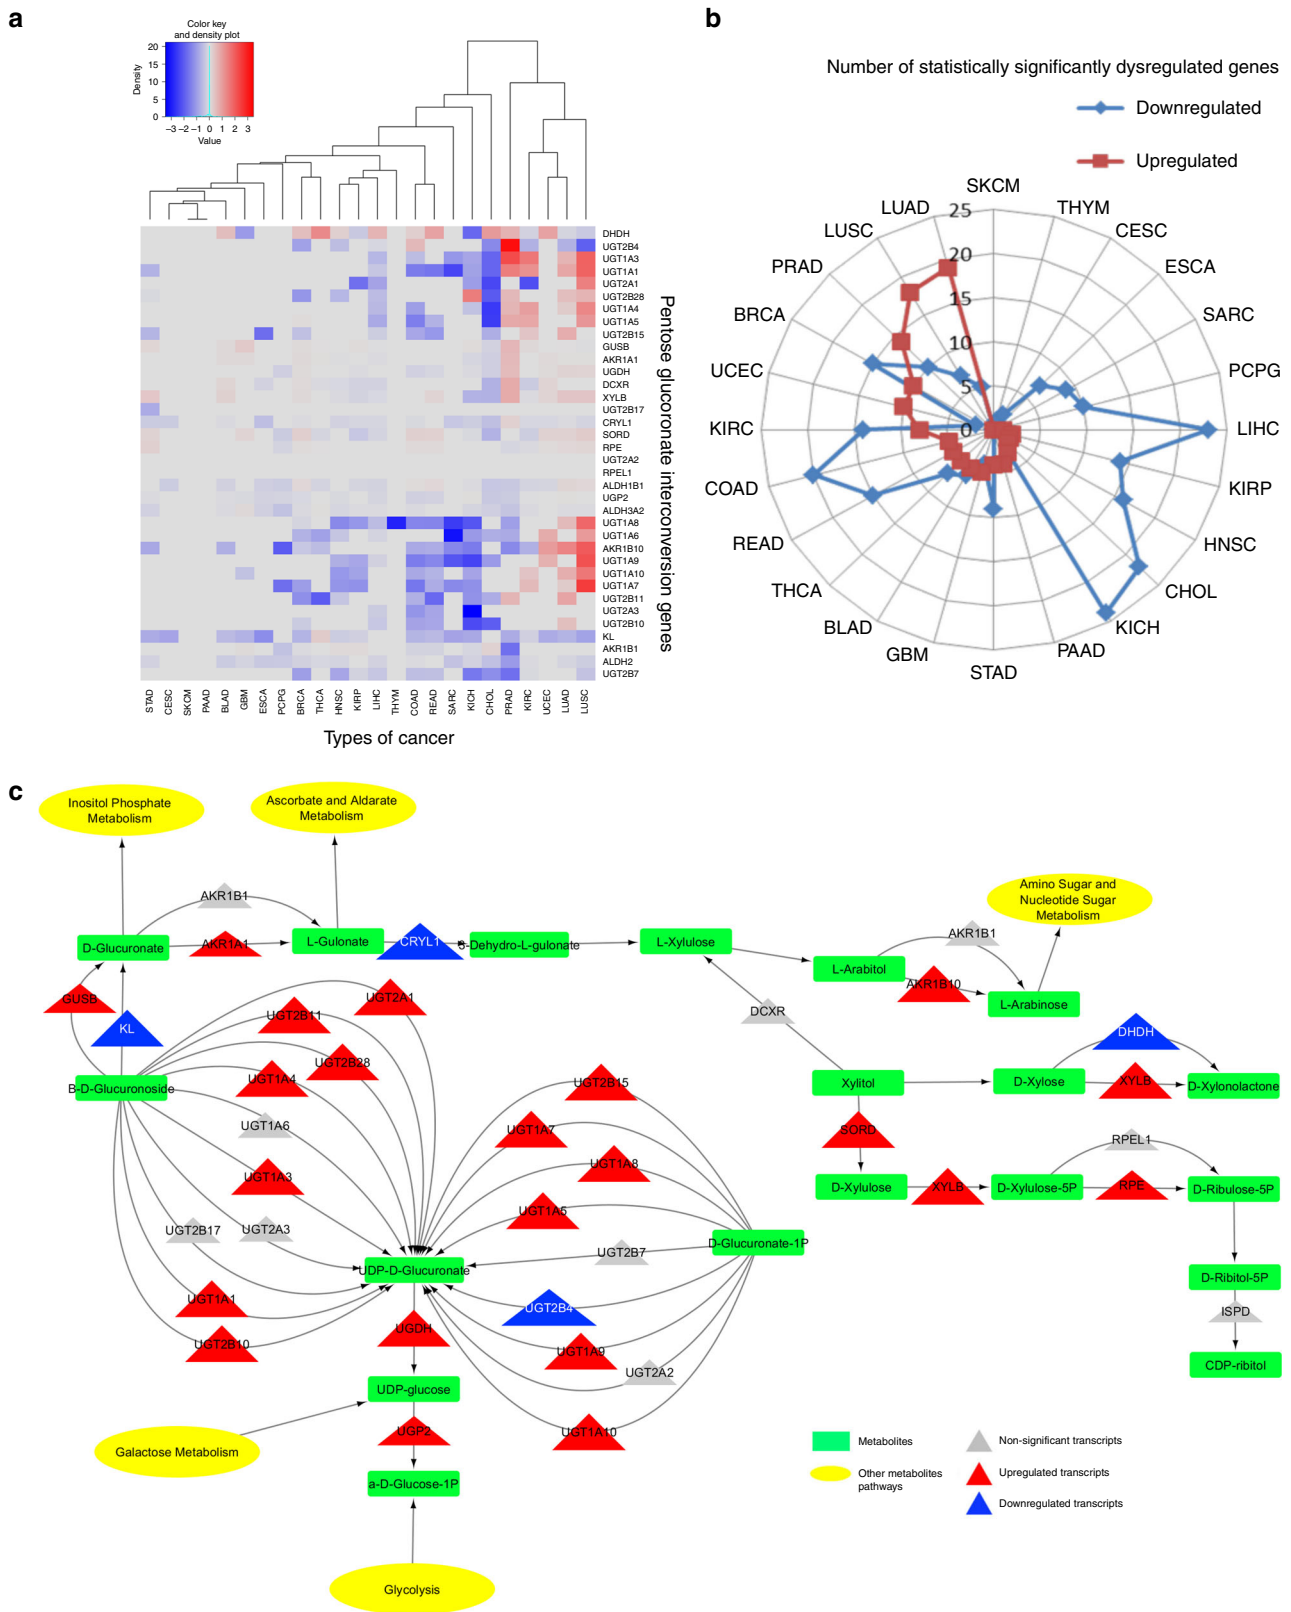 a
Color key
and density plot
Density
20
15
10
5
0
−3 −2 −1 0 1 2 3
Value
DHDH
UGT2B4
UGT1A3
UGT1A1
UGT2A1
UGT2B28
UGT1A4
UGT1A5
UGT2B15
GUSB
AKR1A1
UGDH
DCXR
XYLB
UGT2B17
CRYL1
SORD
RPE
UGT2A2
RPEL1
ALDH1B1
UGP2
ALDH3A2
UGT1A8
UGT1A6
AKR1B10
UGT1A9
UGT1A10
UGT1A7
UGT2B11
UGT2A3
UGT2B10
KL
AKR1B1
ALDH2
UGT2B7
Pentose glucoronate interconversion genes
STAD
CESC
SKCM
PAAD
BLAD
GBM
ESCA
PCPG
BRCA
THCA
HNSC
KIRP
LIHC
THYM
COAD
READ
SARC
KICH
CHOL
PRAD
KIRC
UCEC
LUAD
LUSC
Types of cancer
b
Number of statistically significantly dysregulated genes
Downregulated
Upregulated
SKCM
THYM
CESC
ESCA
SARC
PCPG
LIHC
KIRP
HNSC
CHOL
KICH
PAAD
STAD
GBM
BLAD
THCA
READ
COAD
KIRC
UCEC
BRCA
PRAD
LUSC
LUAD
25
20
15
10
5
0
c
Inositol Phosphate
Metabolism
Ascorbate and Aldarate
Metabolism
Amino Sugar and
Nucleotide Sugar
Metabolism
AKR1B1
D-Glucuronate
AKR1A1
L-Gulonate
CRYL1
3-Dehydro-L-gulonate
L-Xylulose
AKR1B1
L-Arabitol
AKR1B10
L-Arabinose
GUSB
KL
UGT2A1
UGT2B11
UGT2B28
UGT1A4
UGT1A6
UGT1A3
UGT2B17
UGT2A3
UGT1A1
UGT2B10
B-D-Glucuronoside
DCXR
DHDH
Xylitol
D-Xylose
XYLB
D-Xylonolactone
SORD
RPEL1
D-Xylulose
XYLB
D-Xylulose-5P
RPE
D-Ribulose-5P
UGT2B15
UGT1A7
UGT1A8
UGT1A5
UGT2B7
D-Glucuronate-1P
UDP-D-Glucuronate
UGT2B4
UGT1A9
UGT2A2
UGT1A10
D-Ribitol-5P
ISPD
CDP-ribitol
UGDH
UDP-glucose
UGP2
Galactose Metabolism
a-D-Glucose-1P
Glycolysis
Metabolites
Other metabolites
pathways
Non-significant transcripts
Upregulated transcripts
Downregulated transcripts